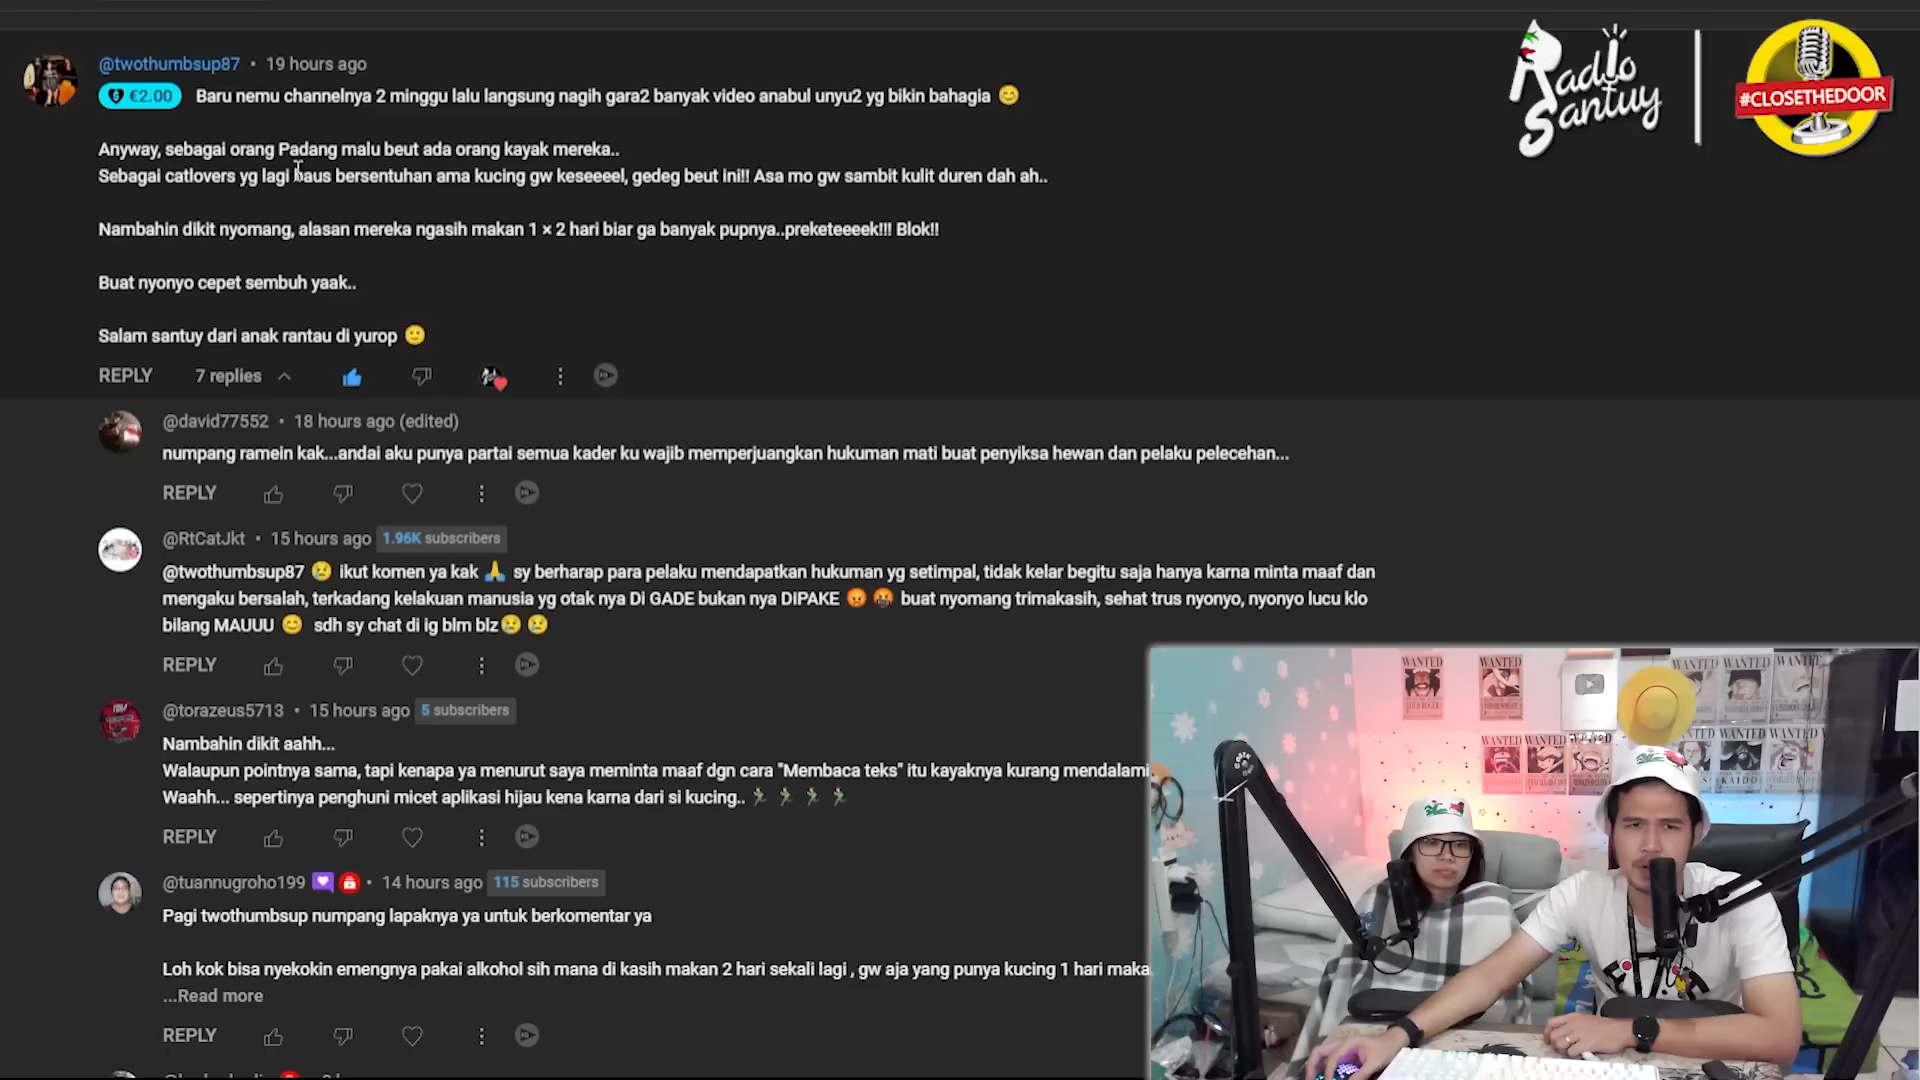 @twothumbsup87 • 19 hours ago
€2.00 Baru nemu channelnya 2 minggu lalu langsung nagih gara2 banyak video anabul unyu2 yg bikin bahagia 😊
Anyway, sebagai orang Padang malu beut ada orang kayak mereka..
Sebagai catlovers yg lagi haus bersentuhan ama kucing gw keseeeel, gedeg beut ini!! Asa mo gw sambit kulit duren dah ah..
Nambahin dikit nyomang, alasan mereka ngasih makan 1 × 2 hari biar ga banyak pupnya..preketeeeek!!! Blok!!
Buat nyonyo cepet sembuh yaak..
Salam santuy dari anak rantau di yurop 🙂
REPLY 7 replies
@david77552 • 18 hours ago (edited)
numpang ramein kak...andai aku punya partai semua kader ku wajib memperjuangkan hukuman mati buat penyiksa hewan dan pelaku pelecehan...
REPLY
@RtCatJkt • 15 hours ago 1.96K subscribers
@twothumbsup87 😢 ikut komen ya kak 🙏 sy berharap para pelaku mendapatkan hukuman yg setimpal, tidak kelar begitu saja hanya karna minta maaf dan
mengaku bersalah, terkadang kelakuan manusia yg otak nya DI GADE bukan nya DIPAKE 😡 🤬 buat nyomang trimakasih, sehat trus nyonyo, nyonyo lucu klo
bilang MAUUU 😊 sdh sy chat di ig blm blz😢 😢
REPLY
@torazeus5713 • 15 hours ago 5 subscribers
Nambahin dikit aahh...
Walaupun pointnya sama, tapi kenapa ya menurut saya meminta maaf dgn cara "Membaca teks" itu kayaknya kurang mendalami
Waahh... sepertinya penghuni micet aplikasi hijau kena karna dari si kucing.. 🏃‍♂️ 🏃‍♂️ 🏃‍♂️ 🏃‍♂️
REPLY
@tuannugroho199 • 14 hours ago 115 subscribers
Pagi twothumbsup numpang lapaknya ya untuk berkomentar ya
Loh kok bisa nyekokin emengnya pakai alkohol sih mana di kasih makan 2 hari sekali lagi , gw aja yang punya kucing 1 hari maka
...Read more
REPLY
Radio
Santuy
#CLOSETHEDOOR
WANTED
WANTED
GOLD ROGER
WANTED WANTED WANTED
WANTED WANTED WANTED
WANTED WANTED WANTED
KAIDO